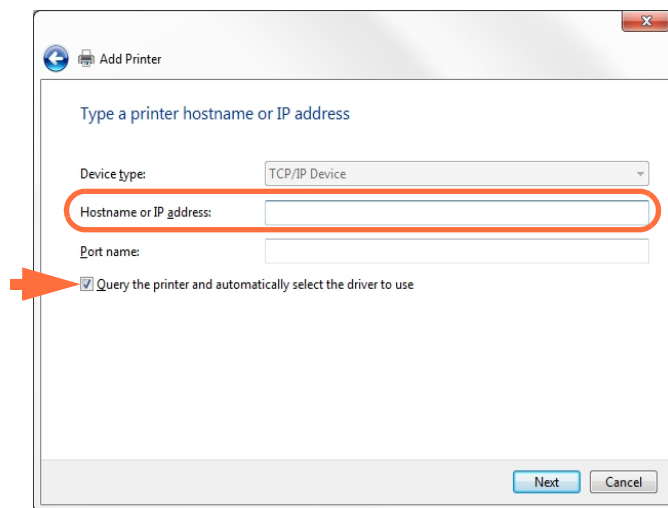 Add Printer
Type a printer hostname or IP address
Device type: TCP/IP Device
Hostname or IP address:
Port name:
Query the printer and automatically select the driver to use
Next Cancel